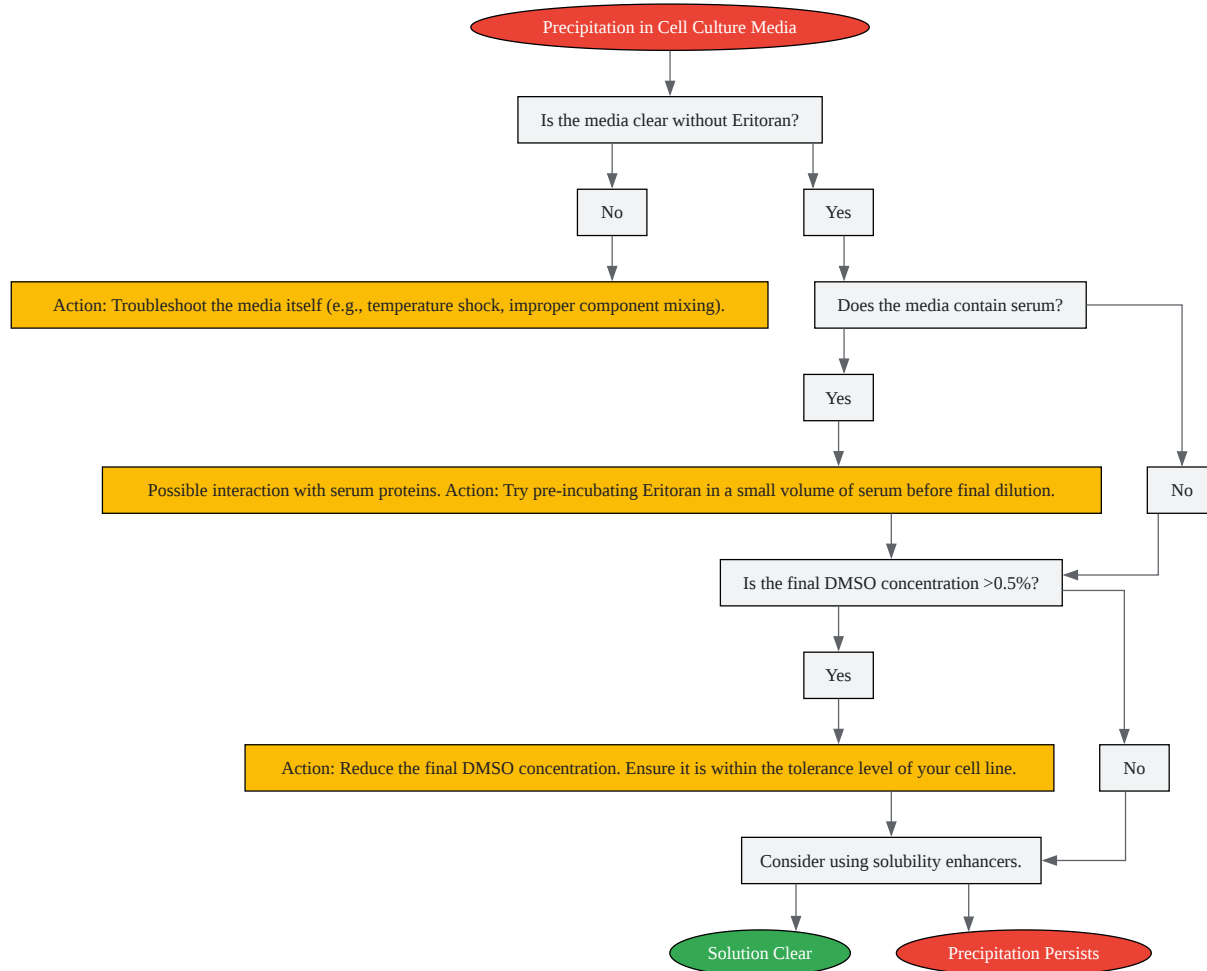 Precipitation in Cell Culture Media
Is the media clear without Eritoran?
No
Yes
Action: Troubleshoot the media itself (e.g., temperature shock, improper component mixing).
Does the media contain serum?
Yes
Possible interaction with serum proteins. Action: Try pre-incubating Eritoran in a small volume of serum before final dilution.
No
Is the final DMSO concentration >0.5%?
Yes
Action: Reduce the final DMSO concentration. Ensure it is within the tolerance level of your cell line.
No
Consider using solubility enhancers.
Solution Clear
Precipitation Persists